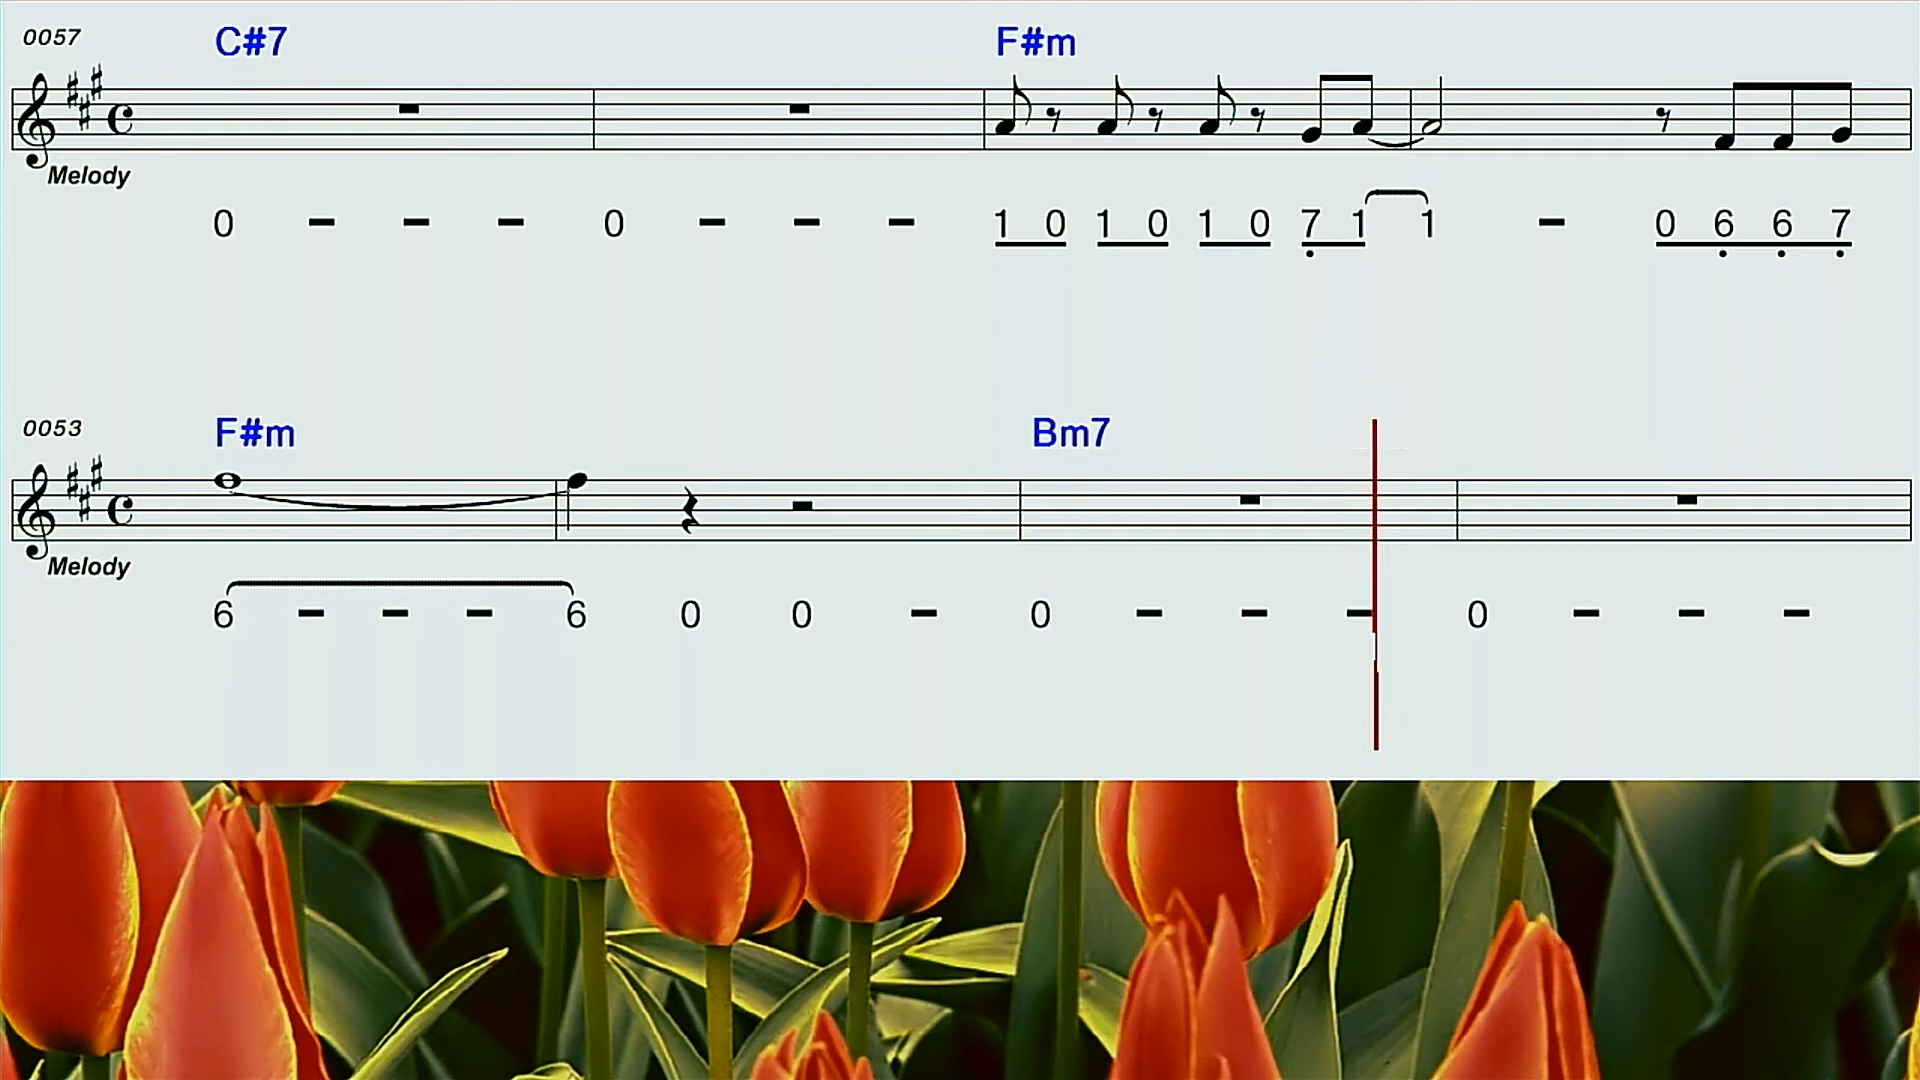 0057 C#7 F#m
Melody
0 - - - 0 - - - 1 0 1 0 1 0 7 1 1 - 0 6 6 7
0053 F#m Bm7
Melody
6 - - - 6 0 0 - 0 - - - 0 - - -